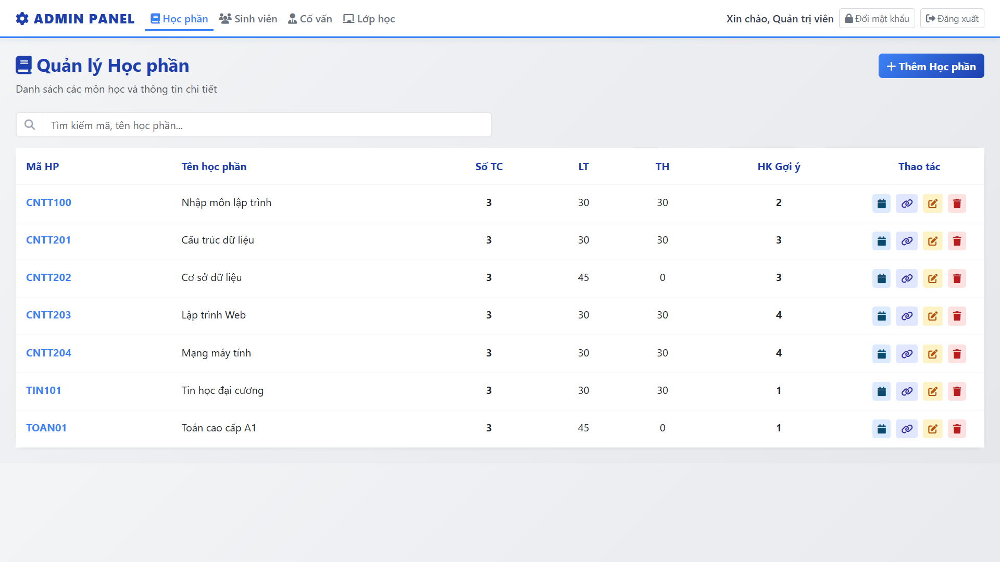 ADMIN PANEL Học phần Sinh viên Cố vấn Lớp học Xin chào, Quản trị viên Đổi mật khẩu Đăng xuất
Quản lý Học phần
+ Thêm Học phần
Danh sách các môn học và thông tin chi tiết
Tìm kiếm mã, tên học phần...
Mã HP Tên học phần Số TC LT TH HK Gợi ý Thao tác
CNTT100 Nhập môn lập trình 3 30 30 2
CNTT201 Cấu trúc dữ liệu 3 30 30 3
CNTT202 Cơ sở dữ liệu 3 45 0 3
CNTT203 Lập trình Web 3 30 30 4
CNTT204 Mạng máy tính 3 30 30 4
TIN101 Tin học đại cương 3 30 30 1
TOAN01 Toán cao cấp A1 3 45 0 1